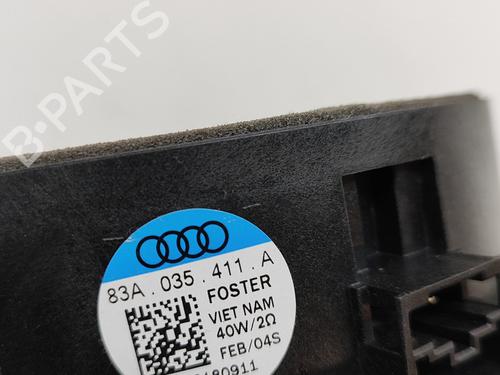 B-PARTS
83A.035.411.A
FOSTER
VIET NAM
40W/2Ω
FEB/04S